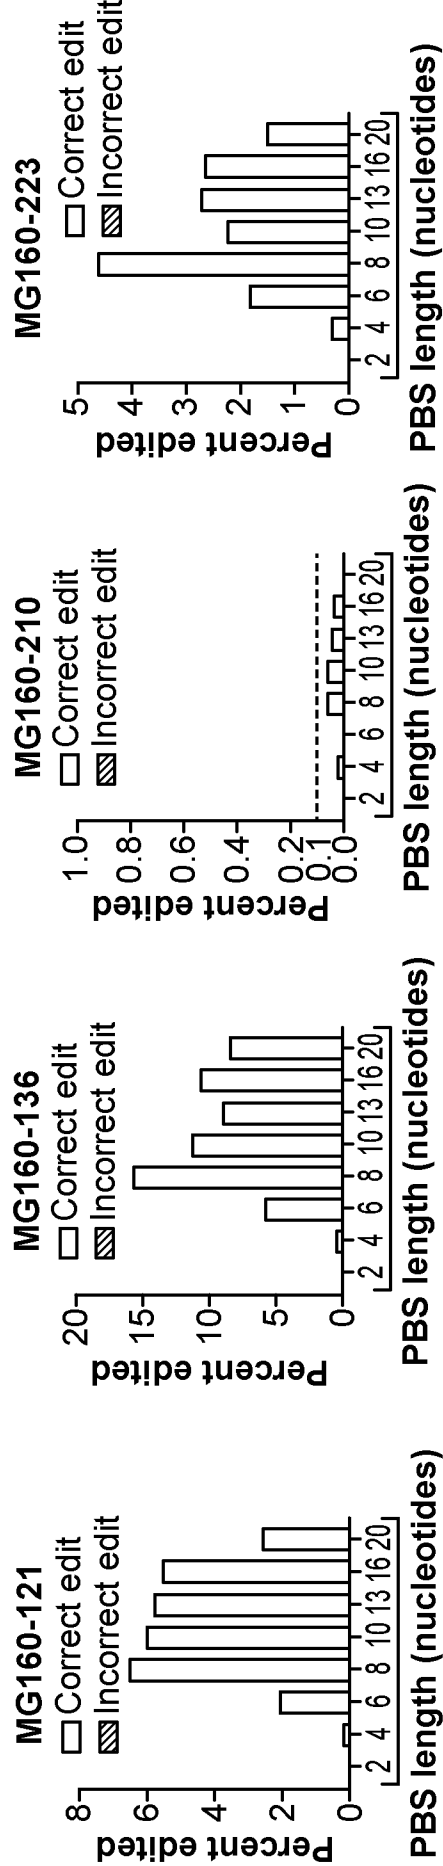 MG160-121
Correct edit
Incorrect edit
Percent edited
8
6
4
2
0
2 4 6 8 10 13 16 20
PBS length (nucleotides)
MG160-136
Correct edit
Incorrect edit
Percent edited
20
15
10
5
0
2 4 6 8 10 13 16 20
PBS length (nucleotides)
MG160-210
Correct edit
Incorrect edit
Percent edited
1.0
0.8
0.6
0.4
0.2
0.1
0.0
2 4 6 8 10 13 16 20
PBS length (nucleotides)
MG160-223
Correct edit
Incorrect edit
Percent edited
5
4
3
2
1
0
2 4 6 8 10 13 16 20
PBS length (nucleotides)